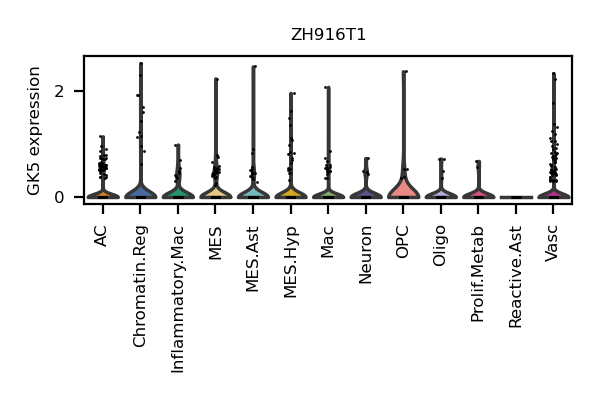 ZH916T1
GK5 expression
2
0
AC
Chromatin.Reg
Inflammatory.Mac
MES
MES.Ast
MES.Hyp
Mac
Neuron
OPC
Oligo
Prolif.Metab
Reactive.Ast
Vasc